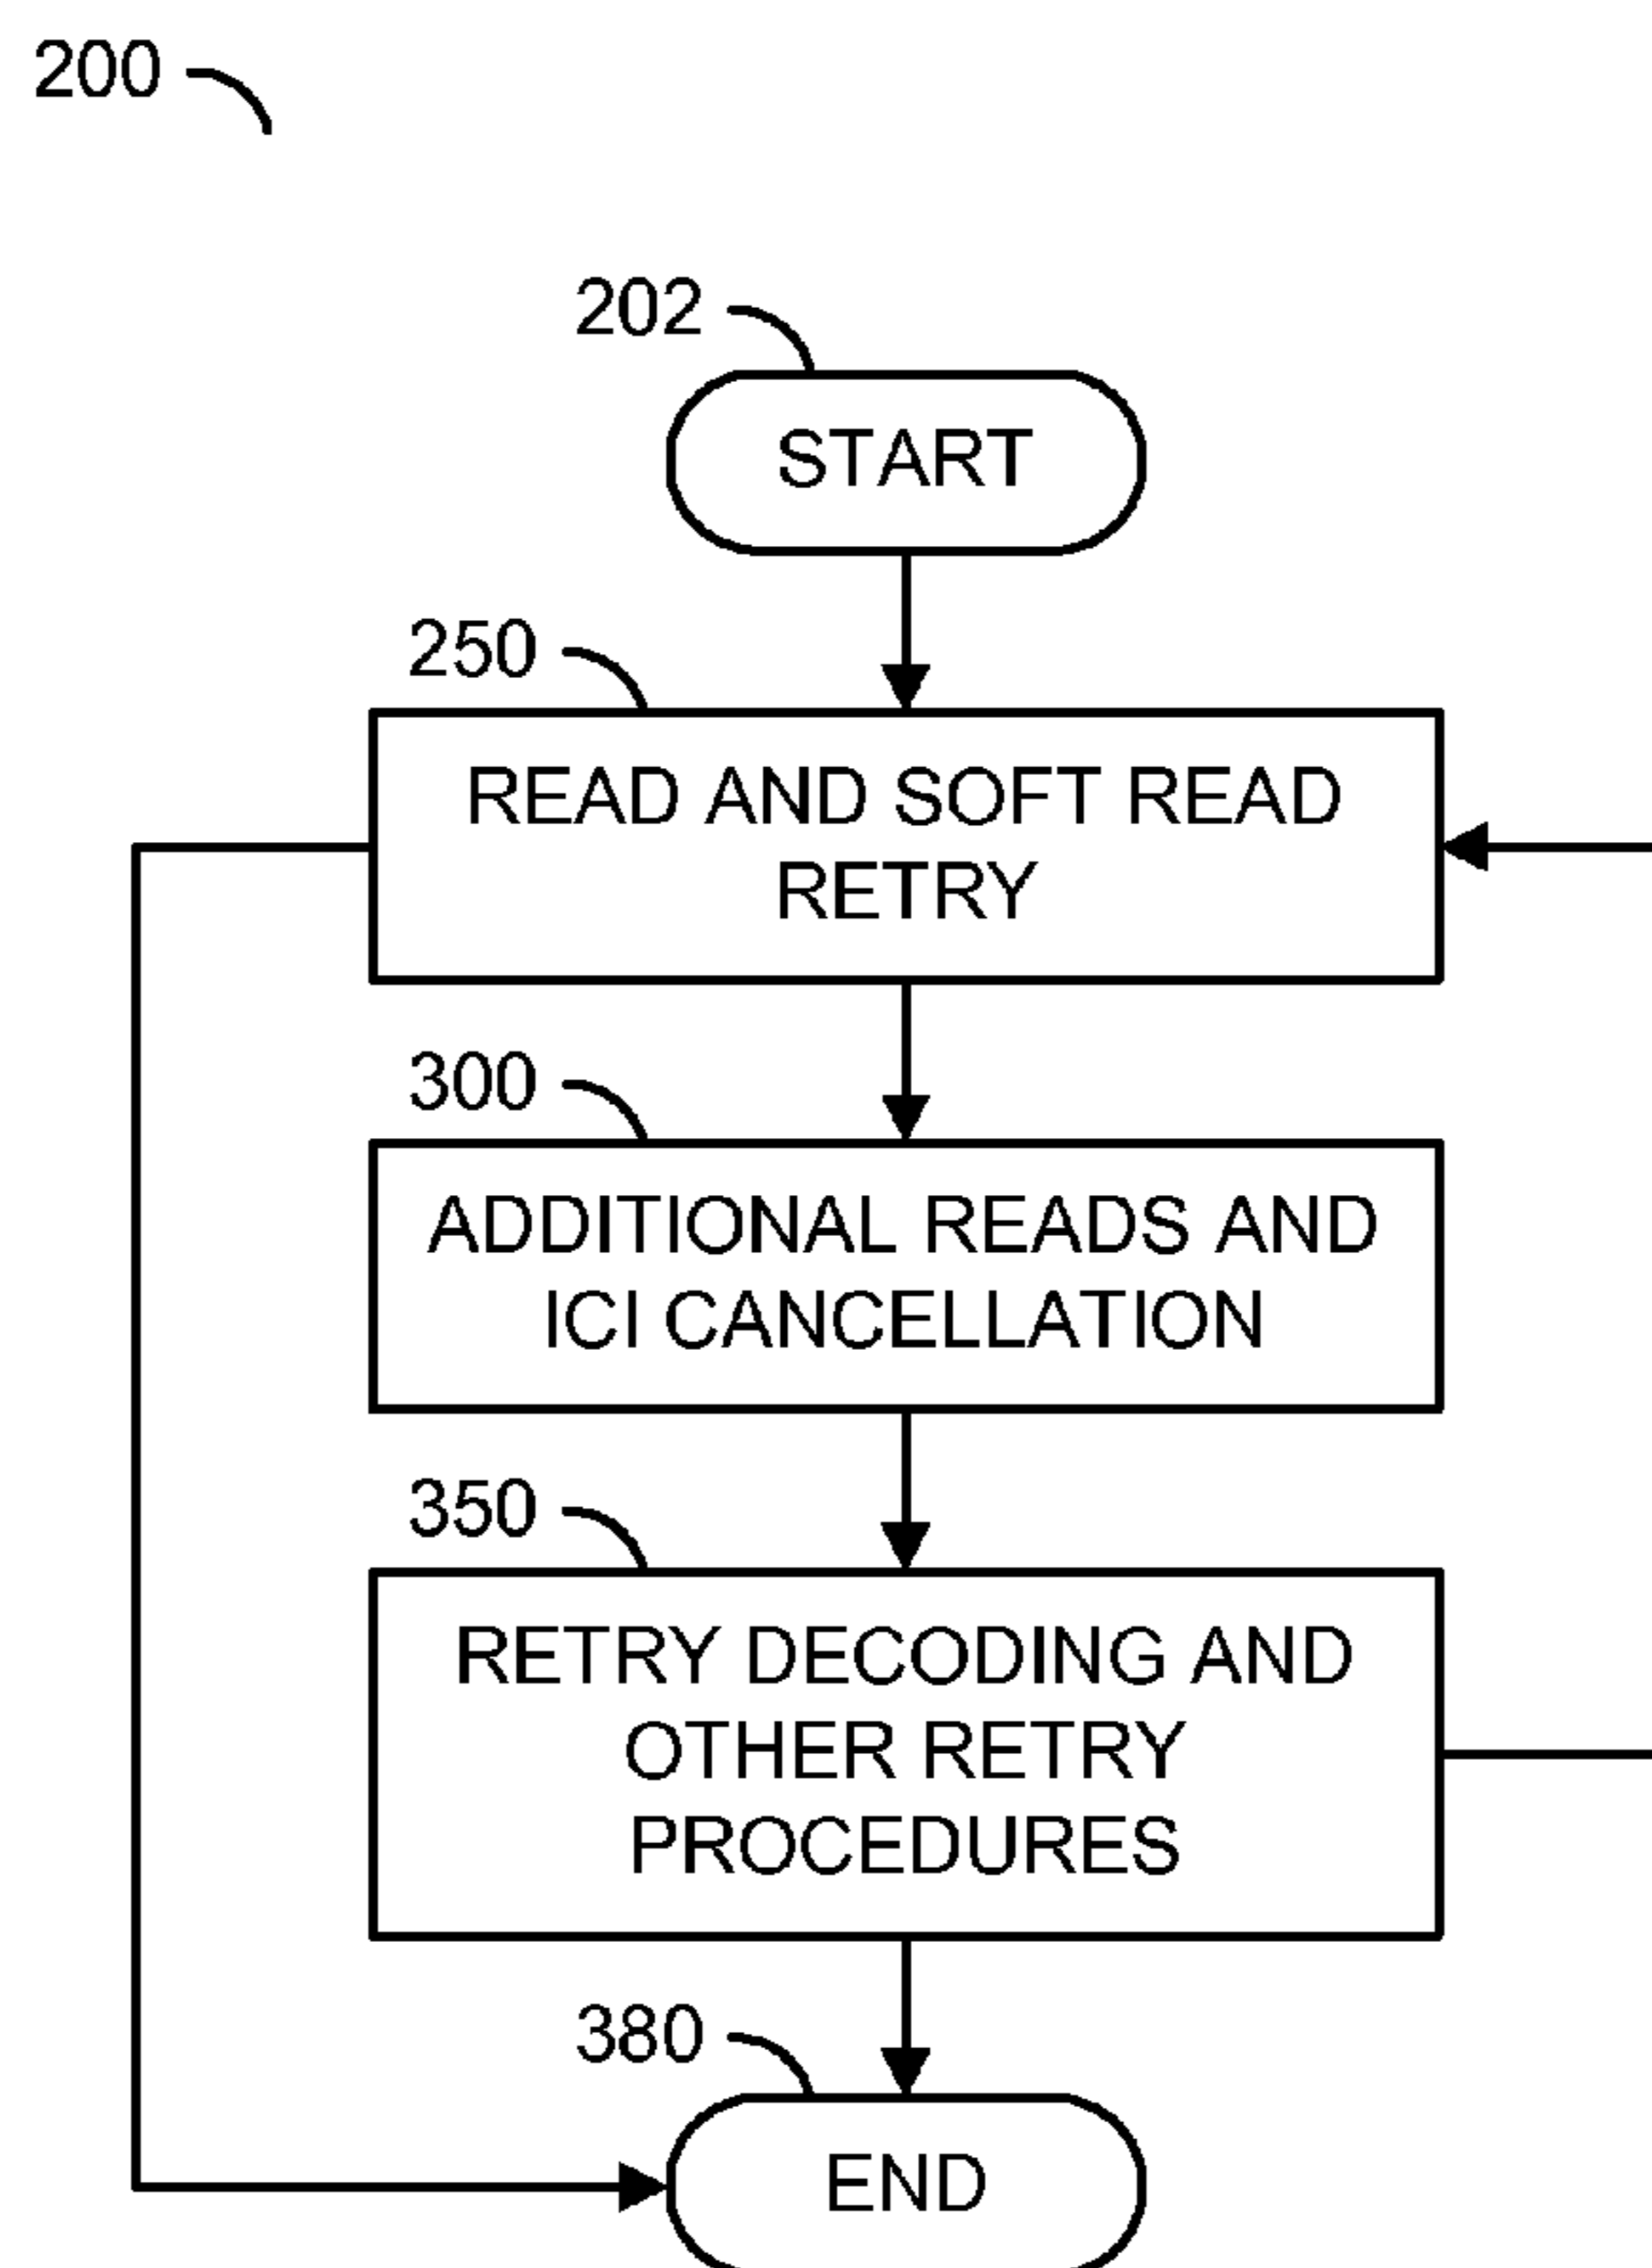 200
202
START
250
READ AND SOFT READ
RETRY
300
ADDITIONAL READS AND
ICI CANCELLATION
350
RETRY DECODING AND
OTHER RETRY
PROCEDURES
380
END